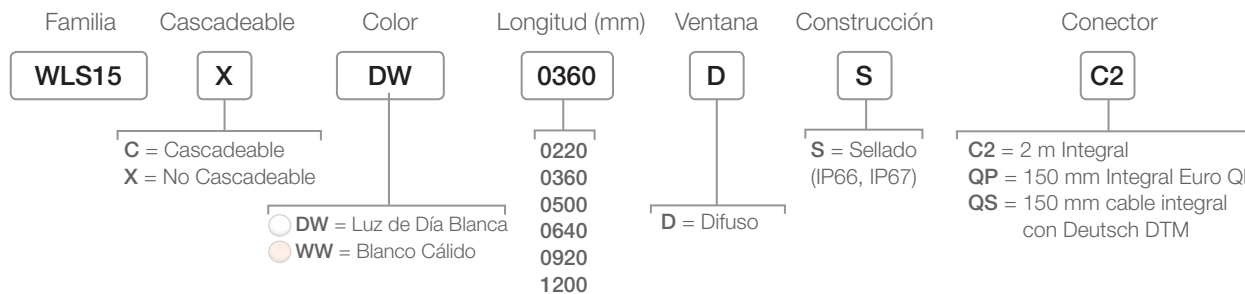 Familia Cascadeable Color Longitud (mm) Ventana Construcción Conector
WLS15 X DW 0360 D S C2
C = Cascadeable
X = No Cascadeable
DW = Luz de Día Blanca
WW = Blanco Cálido
0220
0360
0500
0640
0920
1200
D = Difuso
S = Sellado
(IP66, IP67)
C2 = 2 m Integral
QP = 150 mm Integral Euro
QS = 150 mm cable integral
con Deutsch DTM